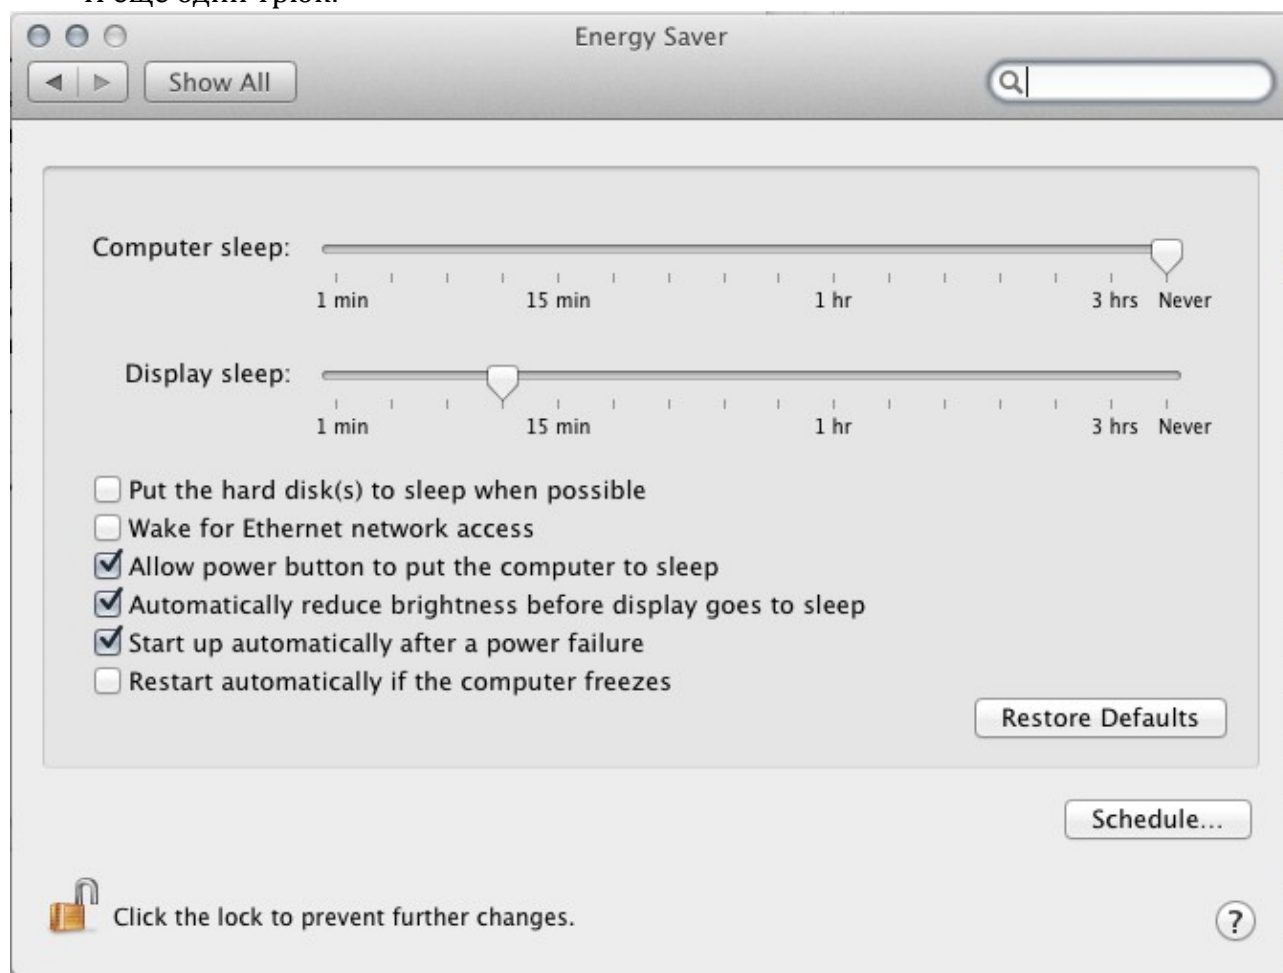 И еще один трюк.
Energy Saver
Show All
Computer sleep:
1 min 15 min 1 hr 3 hrs Never
Display sleep:
1 min 15 min 1 hr 3 hrs Never
Put the hard disk(s) to sleep when possible
Wake for Ethernet network access
Allow power button to put the computer to sleep
Automatically reduce brightness before display goes to sleep
Start up automatically after a power failure
Restart automatically if the computer freezes
Restore Defaults
Schedule...
Click the lock to prevent further changes.
?